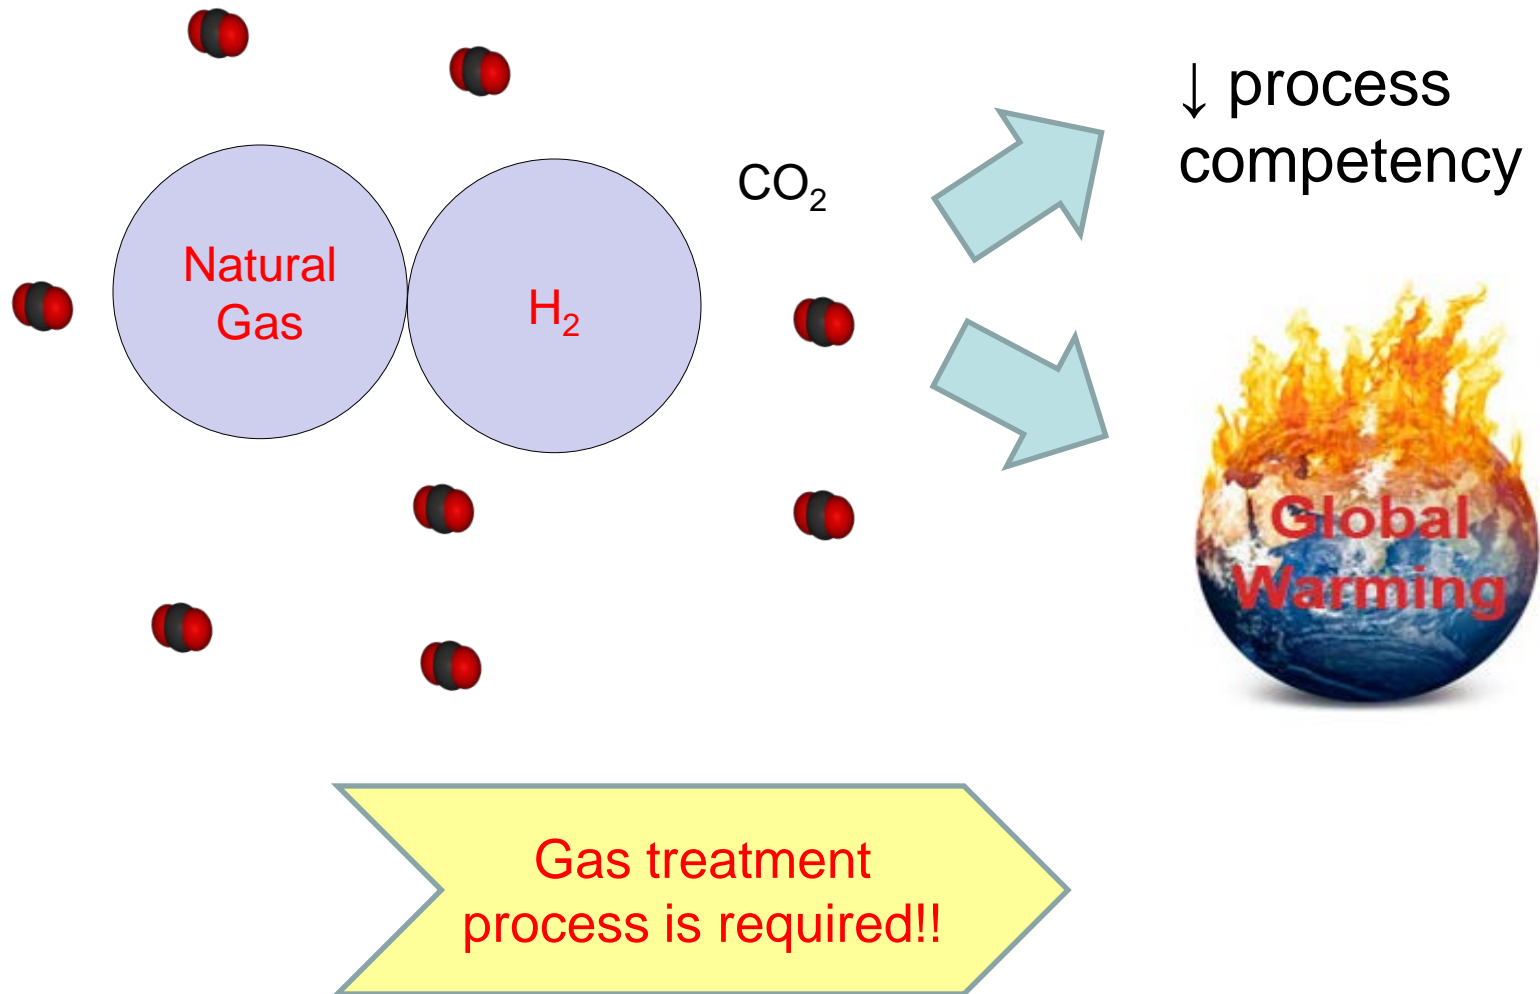 ↓ process
competency
CO₂
Natural
Gas
H₂
Global
Warming
Gas treatment
process is required!!